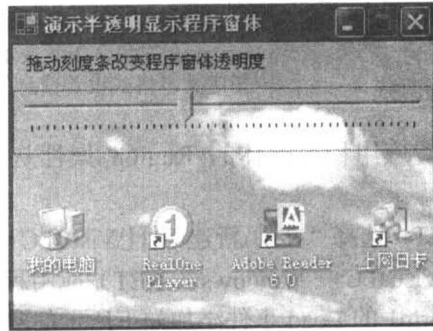 演示半透明显示程序窗体
拖动刻度条改变程序窗体透明度
我的电脑
RealOne
Player
Adobe Reader
6.0
上网日卡